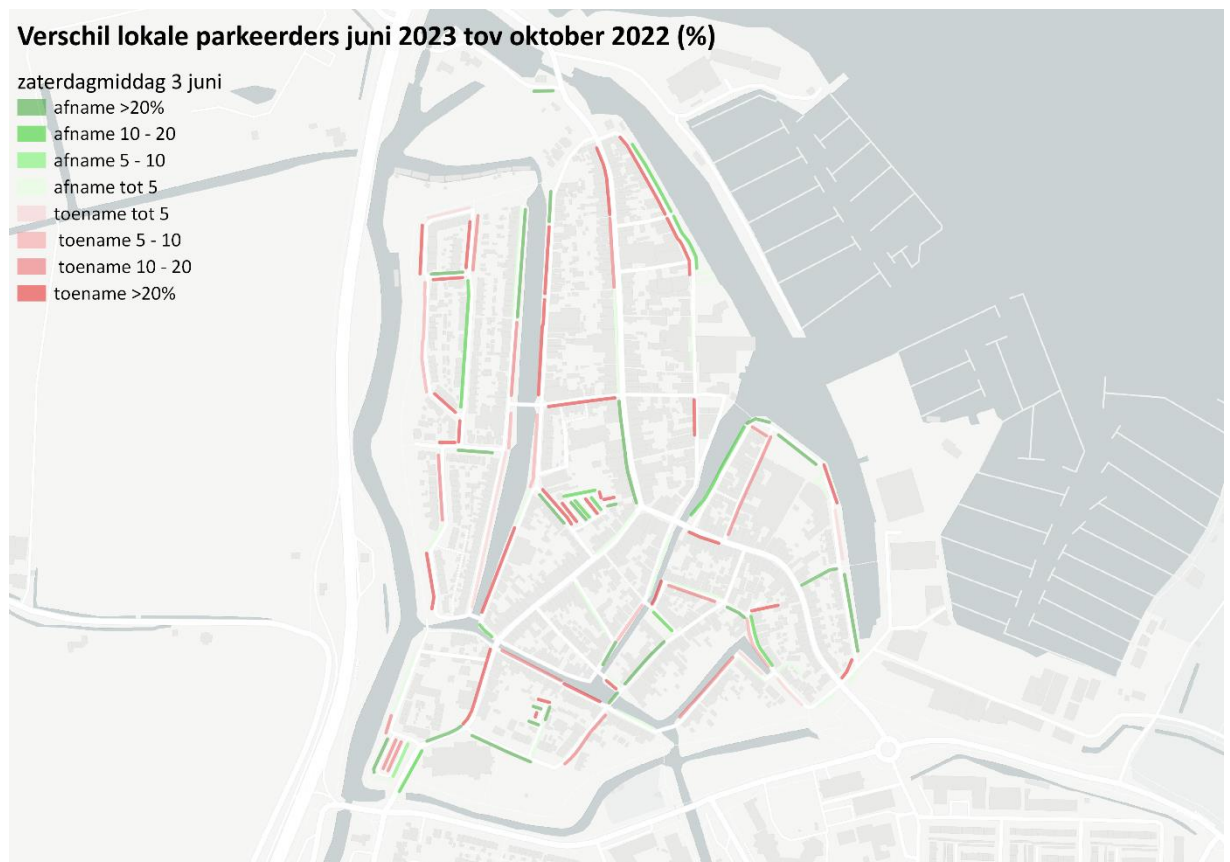 Verschil lokale parkeerders juni 2023 tov oktober 2022 (%)
zaterdagmiddag 3 juni
afname >20%
afname 10 - 20
afname 5 - 10
afname tot 5
toename tot 5
toename 5 - 10
toename 10 - 20
toename >20%